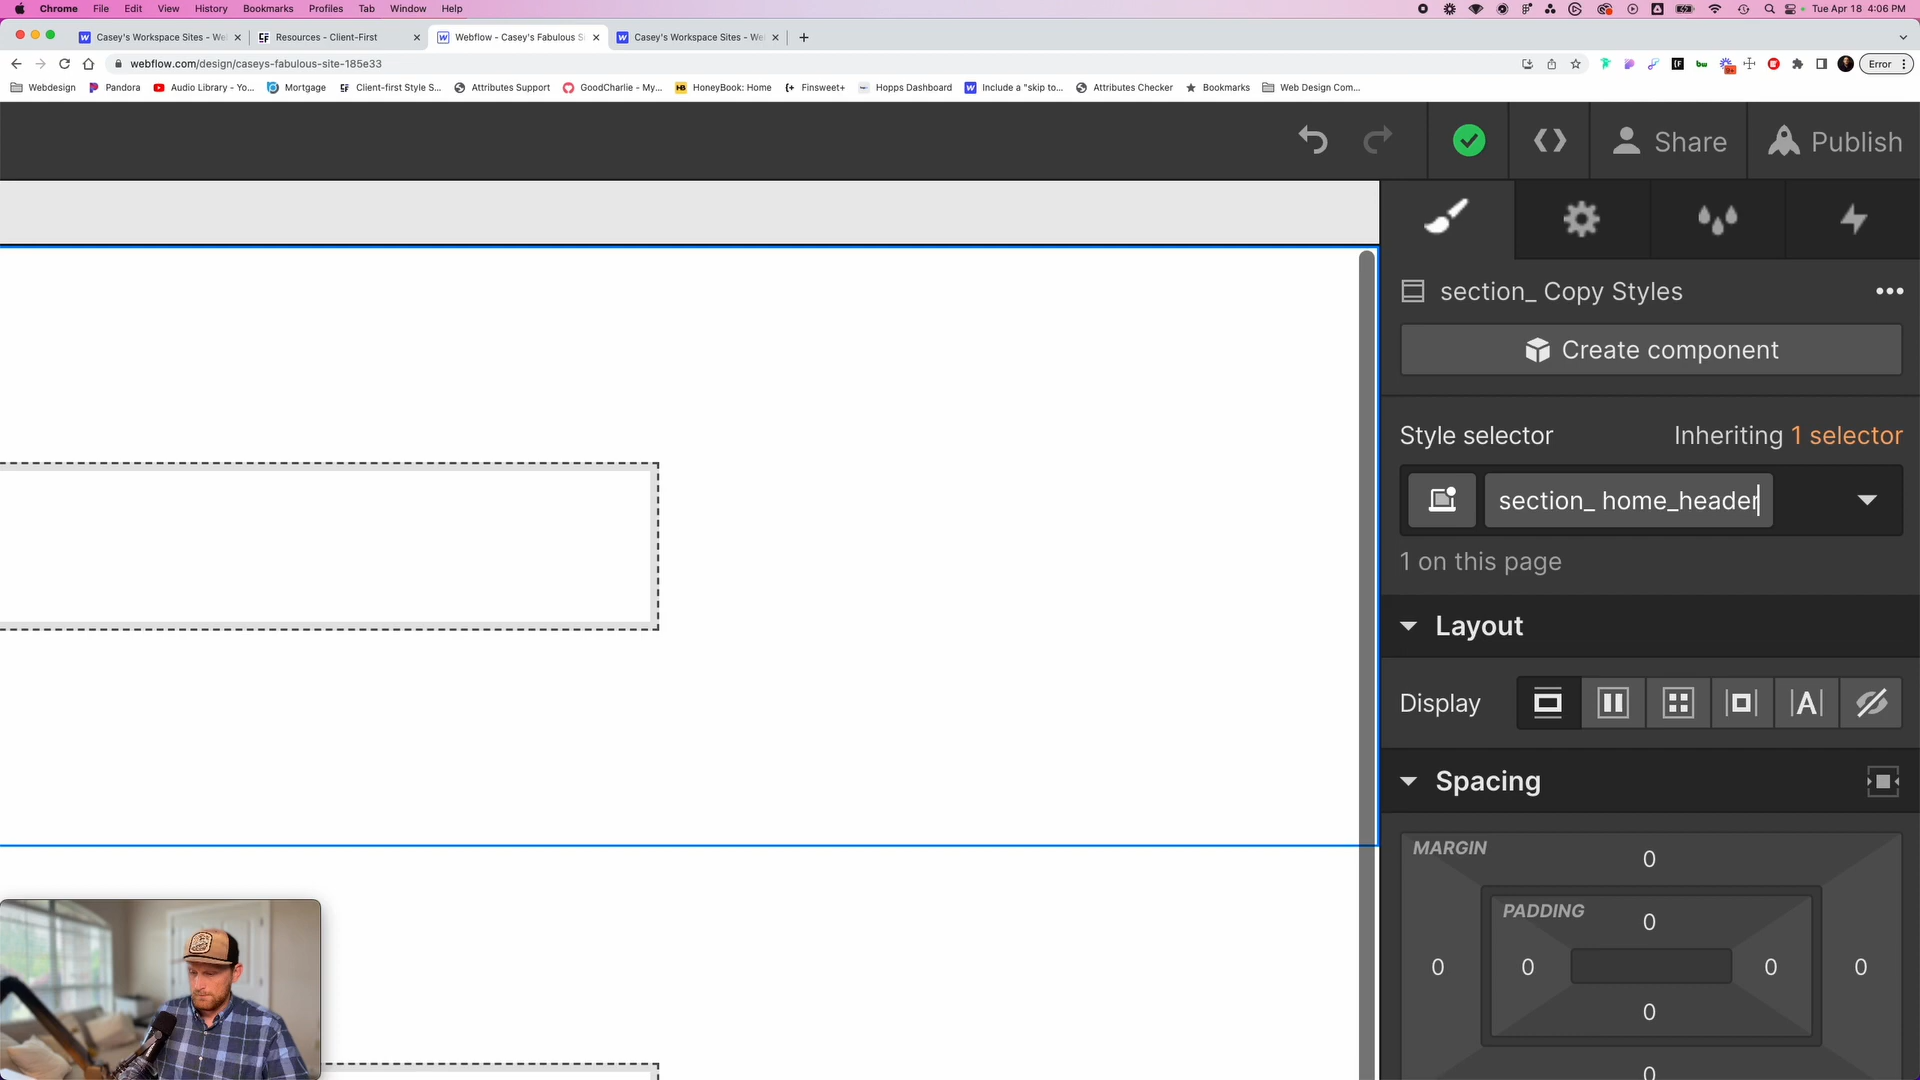 Chrome File Edit View History Bookmarks Profiles Tab Window Help
Tue Apr 18 4:06 PM
Casey's Workspace Sites - We
Resources - Client-First
Webflow - Casey's Fabulous S
Casey's Workspace Sites - We
webflow.com/design/caseys-fabulous-site-185e33
Error
Webdesign Pandora Audio Library - Yo... Mortgage Client-first Style S... Attributes Support GoodCharlie - My... HoneyBook: Home Finsweet+ Hopps Dashboard Include a "skip to... Attributes Checker Bookmarks Web Design Com...
Share Publish
section_ Copy Styles
Create component
Style selector Inheriting 1 selector
section_ home_header
1 on this page
Layout
Display
Spacing
MARGIN
0
PADDING
0
0 0 0 0
0
0